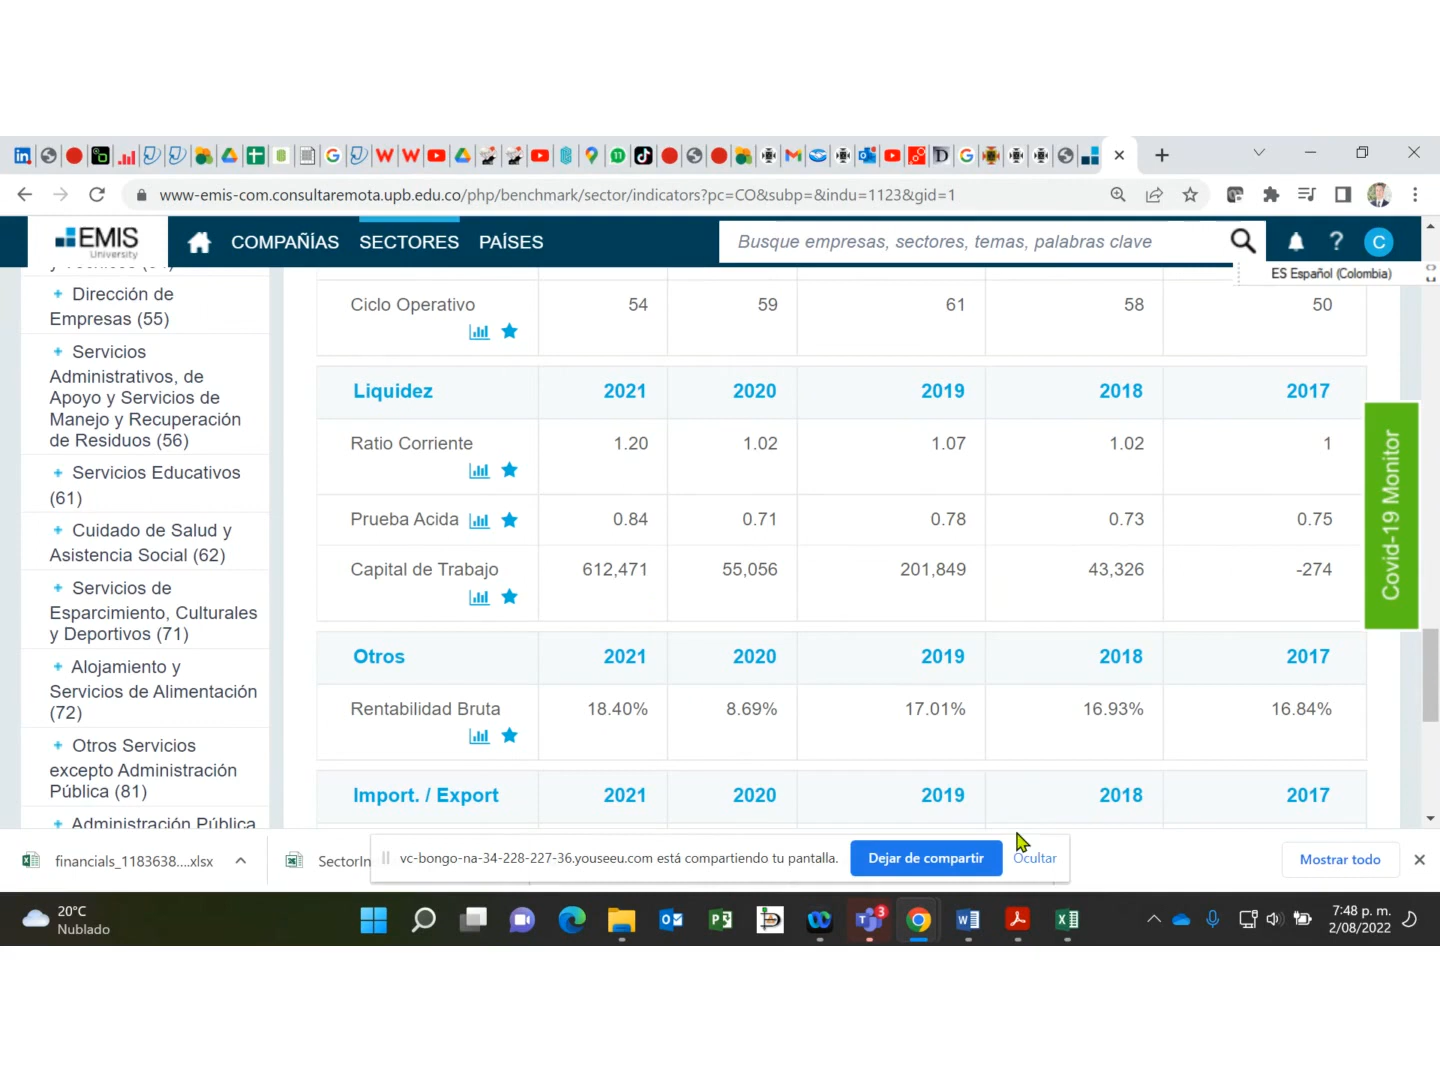 www-emis-com.consultaremota.upb.edu.co/php/benchmark/sector/indicators?pc=CO&subp=&indu=1123&gid=1
EMIS
University
COMPAÑÍAS SECTORES PAÍSES
Busque empresas, sectores, temas, palabras clave
? C
ES Español (Colombia)
+ Dirección de
Empresas (55)
+ Servicios
Administrativos, de
Apoyo y Servicios de
Manejo y Recuperación
de Residuos (56)
+ Servicios Educativos
(61)
+ Cuidado de Salud y
Asistencia Social (62)
+ Servicios de
Esparcimiento, Culturales
y Deportivos (71)
+ Alojamiento y
Servicios de Alimentación
(72)
+ Otros Servicios
excepto Administración
Pública (81)
+ Administración Pública
Ciclo Operativo 54 59 61 58 50
Liquidez 2021 2020 2019 2018 2017
Ratio Corriente 1.20 1.02 1.07 1.02 1
Prueba Acida 0.84 0.71 0.78 0.73 0.75
Capital de Trabajo 612,471 55,056 201,849 43,326 -274
Otros 2021 2020 2019 2018 2017
Rentabilidad Bruta 18.40% 8.69% 17.01% 16.93% 16.84%
Import. / Export 2021 2020 2019 2018 2017
Covid-19 Monitor
financials_1183638....xlsx
SectorIn
vc-bongo-na-34-228-227-36.youseeu.com está compartiendo tu pantalla.
Dejar de compartir
Ocultar
Mostrar todo
20°C
Nublado
3
7:48 p. m.
2/08/2022